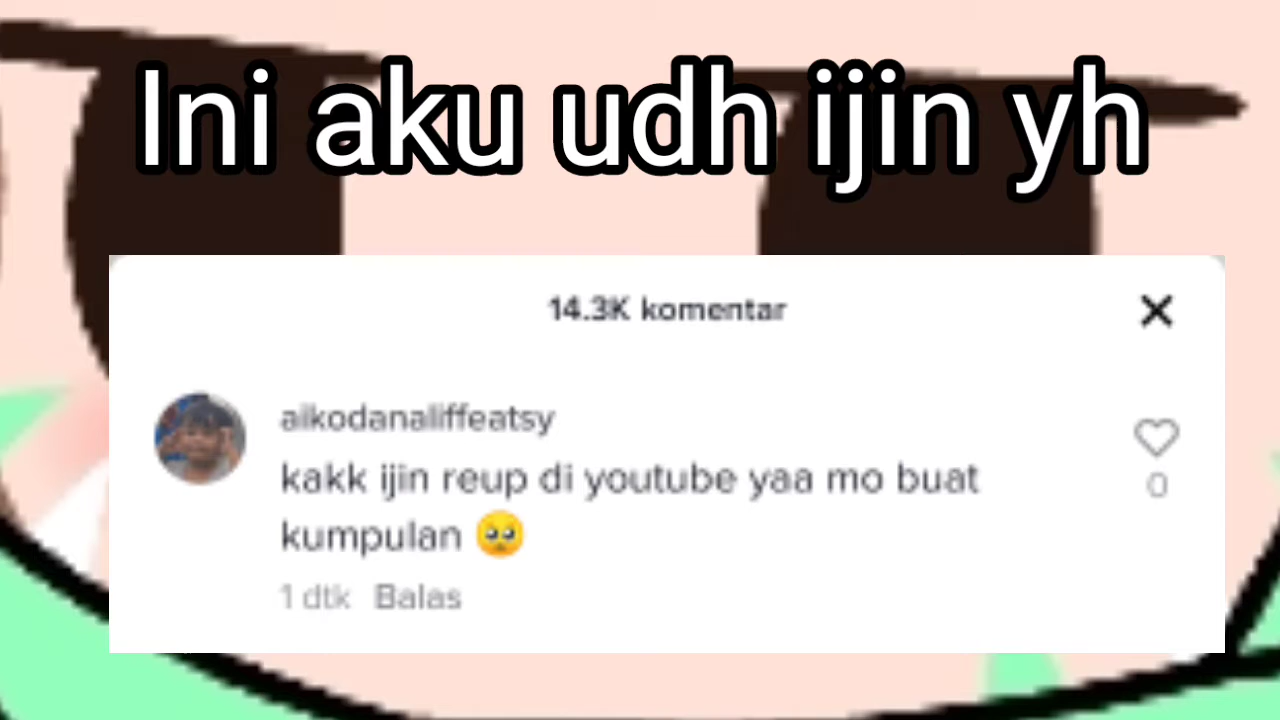 Ini aku udh ijin yh
14.3K komentar
aikodanaliffeatsy
kakk ijin reup di youtube yaa mo buat
kumpulan 🥺
0
1 dtk Balas